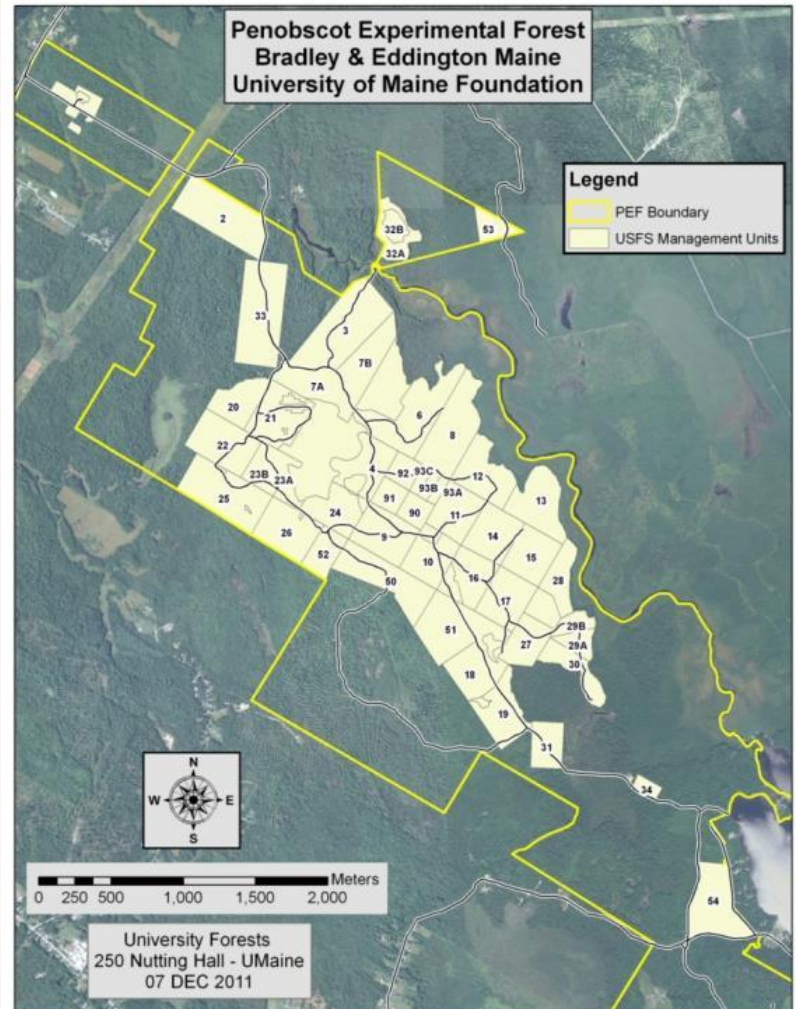 Penobscot Experimental Forest
Bradley & Eddington Maine
University of Maine Foundation
Legend
PEF Boundary
USFS Management Units
2
32B
53
32A
33
3
7B
7A
20
6
21
8
22
4
92
93C
12
23B
23A
93B
93A
13
25
91
24
90
11
26
9
14
52
10
15
50
16
28
17
51
29B
27
29A
30
18
19
31
34
54
N
W
E
S
Meters
0 250 500 1,000 1,500 2,000
University Forests
250 Nutting Hall - UMaine
07 DEC 2011